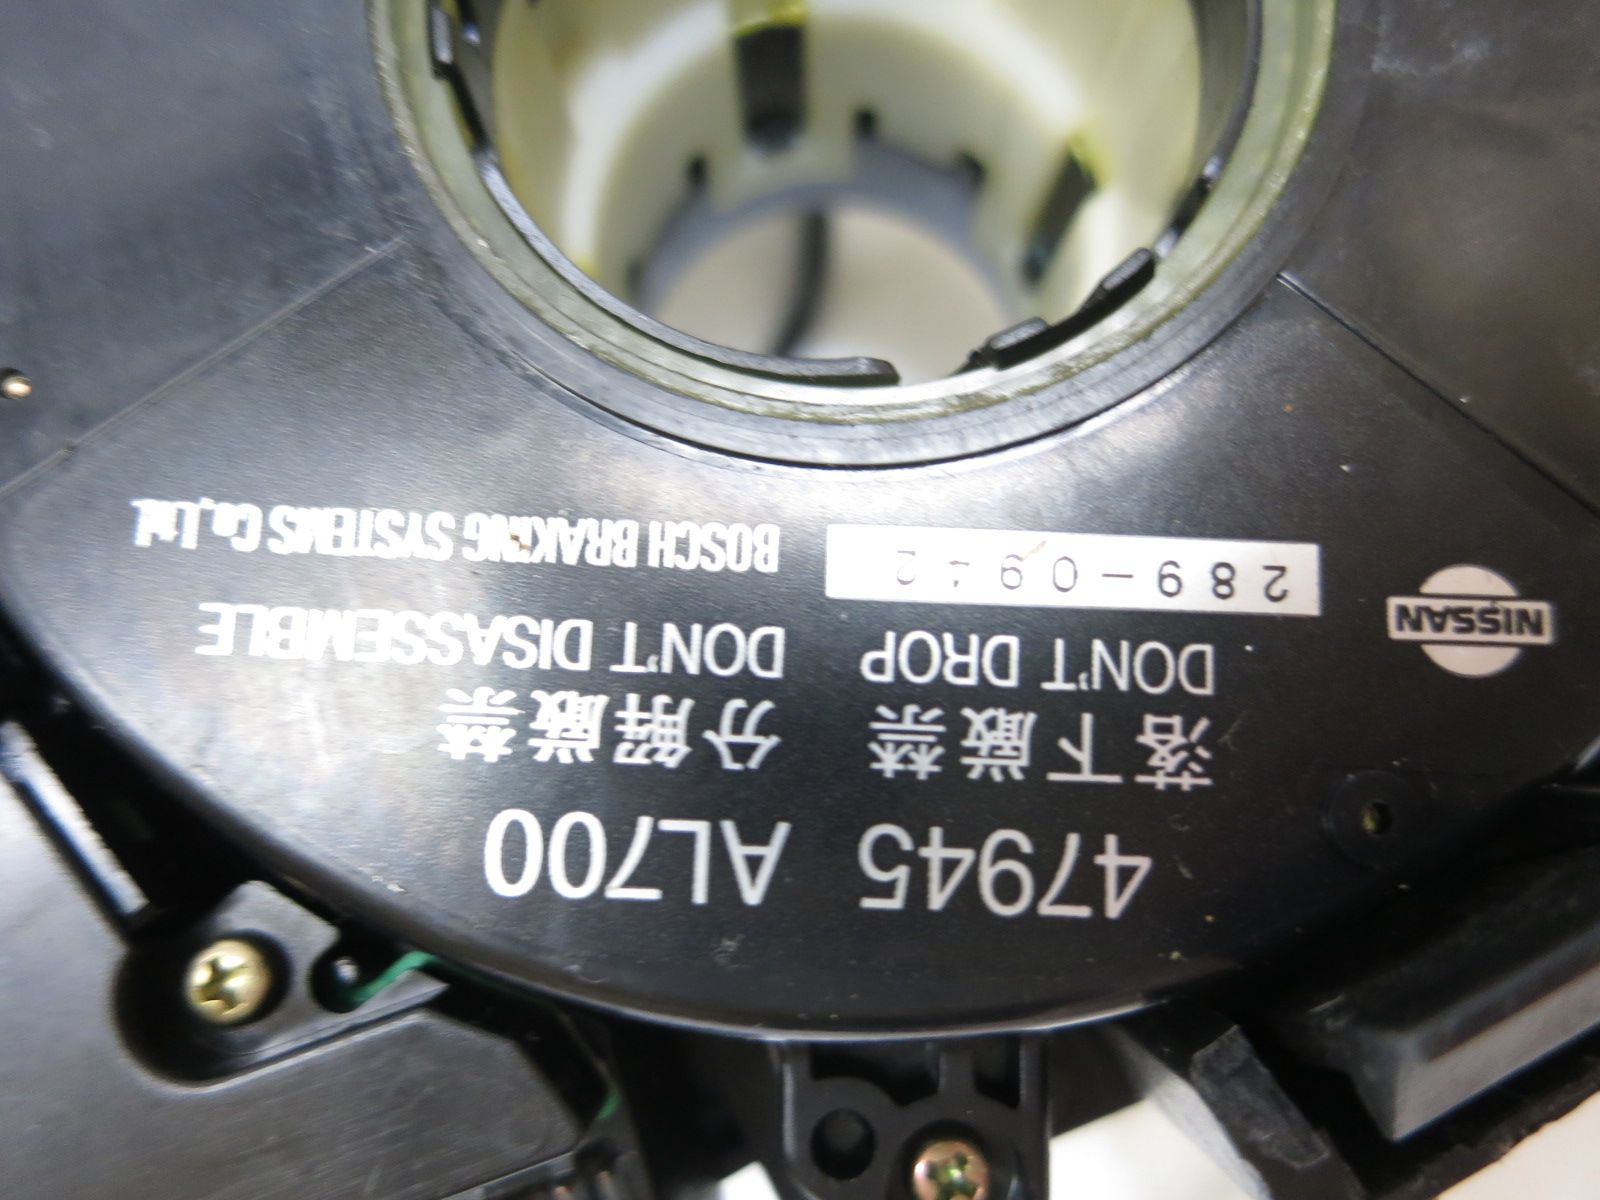 47945 AL700
落下厳禁 分解厳禁
DON'T DROP DON'T DISASSEMBLE
NISSAN 289-0942 BOSCH BRAKING SYSTEMS Co.,Ltd.